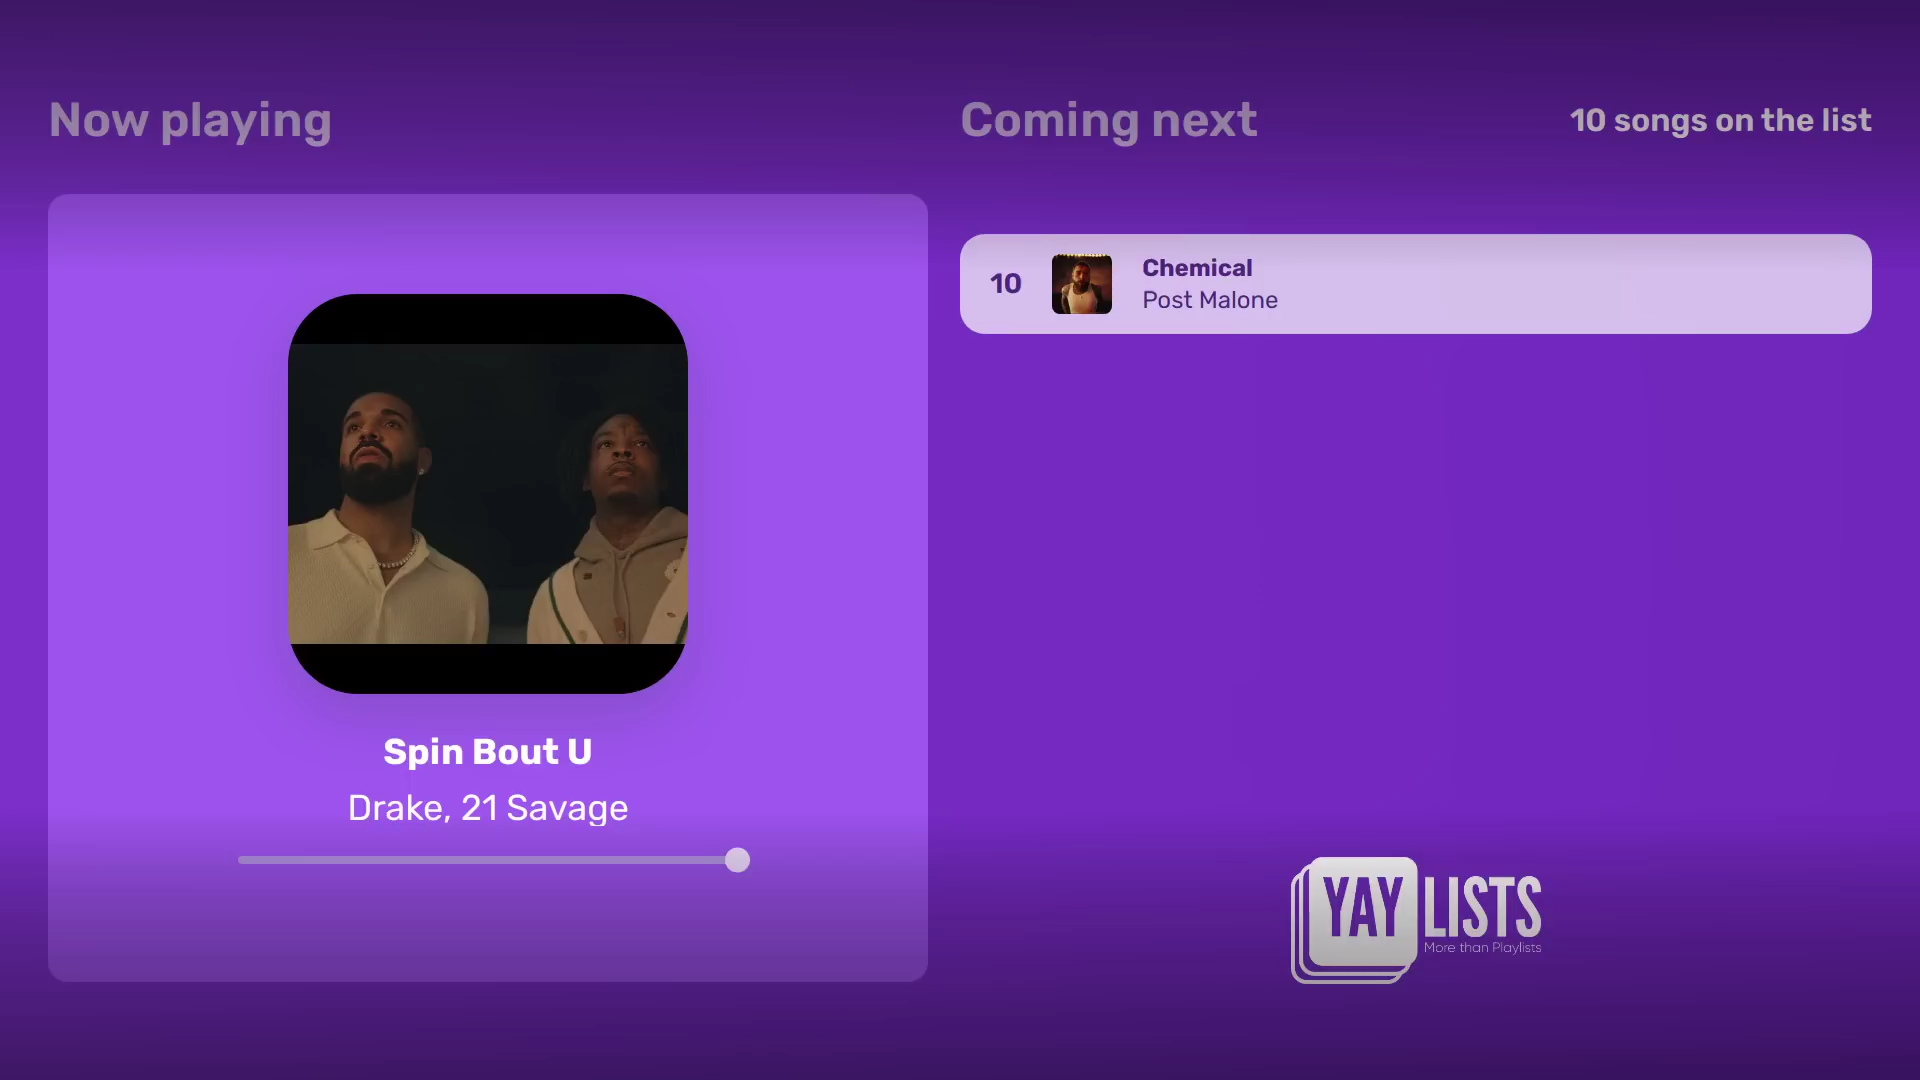 Now playing
Spin Bout U
Drake, 21 Savage
Coming next
10 songs on the list
10
Chemical
Post Malone
YAY LISTS
More than Playlists